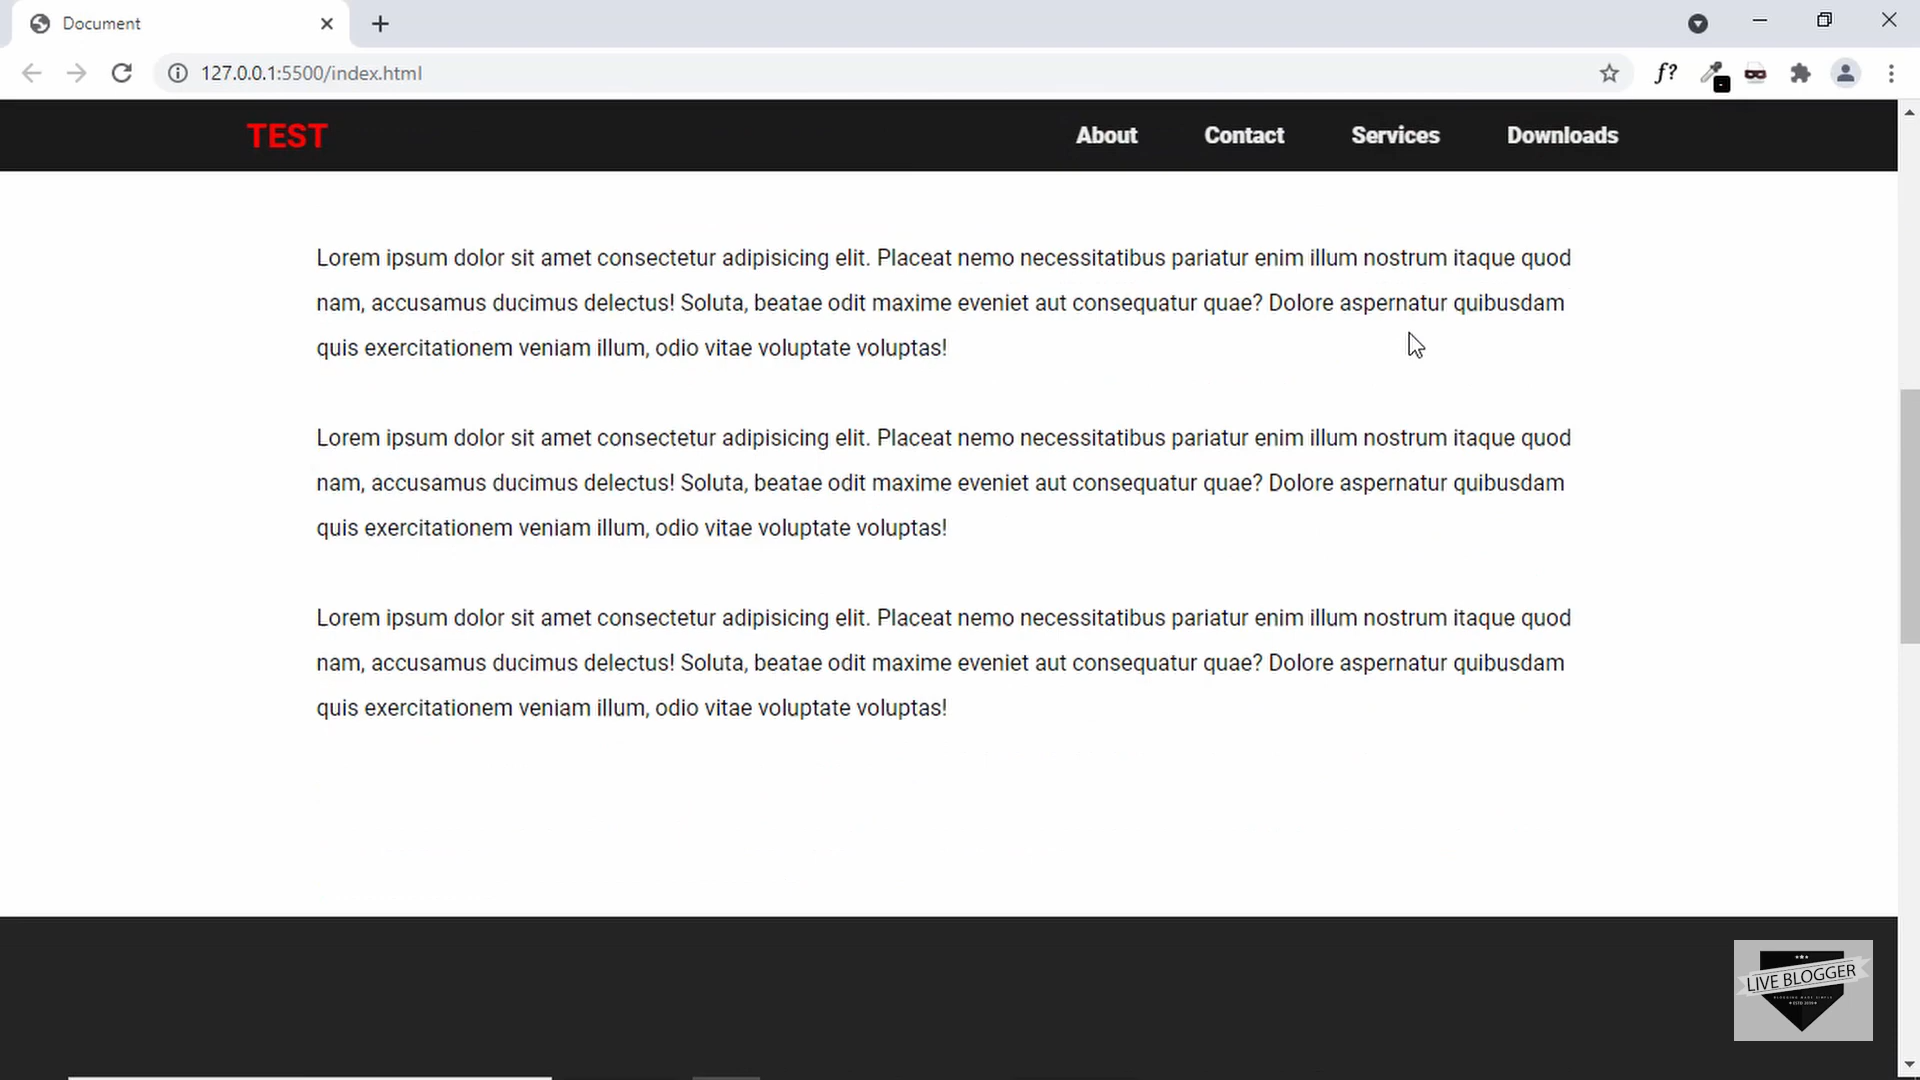 Document
127.0.0.1:5500/index.html
f?
TEST
About
Contact
Services
Downloads
Lorem ipsum dolor sit amet consectetur adipisicing elit. Placeat nemo necessitatibus pariatur enim illum nostrum itaque quod
nam, accusamus ducimus delectus! Soluta, beatae odit maxime eveniet aut consequatur quae? Dolore aspernatur quibusdam
quis exercitationem veniam illum, odio vitae voluptate voluptas!
Lorem ipsum dolor sit amet consectetur adipisicing elit. Placeat nemo necessitatibus pariatur enim illum nostrum itaque quod
nam, accusamus ducimus delectus! Soluta, beatae odit maxime eveniet aut consequatur quae? Dolore aspernatur quibusdam
quis exercitationem veniam illum, odio vitae voluptate voluptas!
Lorem ipsum dolor sit amet consectetur adipisicing elit. Placeat nemo necessitatibus pariatur enim illum nostrum itaque quod
nam, accusamus ducimus delectus! Soluta, beatae odit maxime eveniet aut consequatur quae? Dolore aspernatur quibusdam
quis exercitationem veniam illum, odio vitae voluptate voluptas!
LIVE BLOGGER